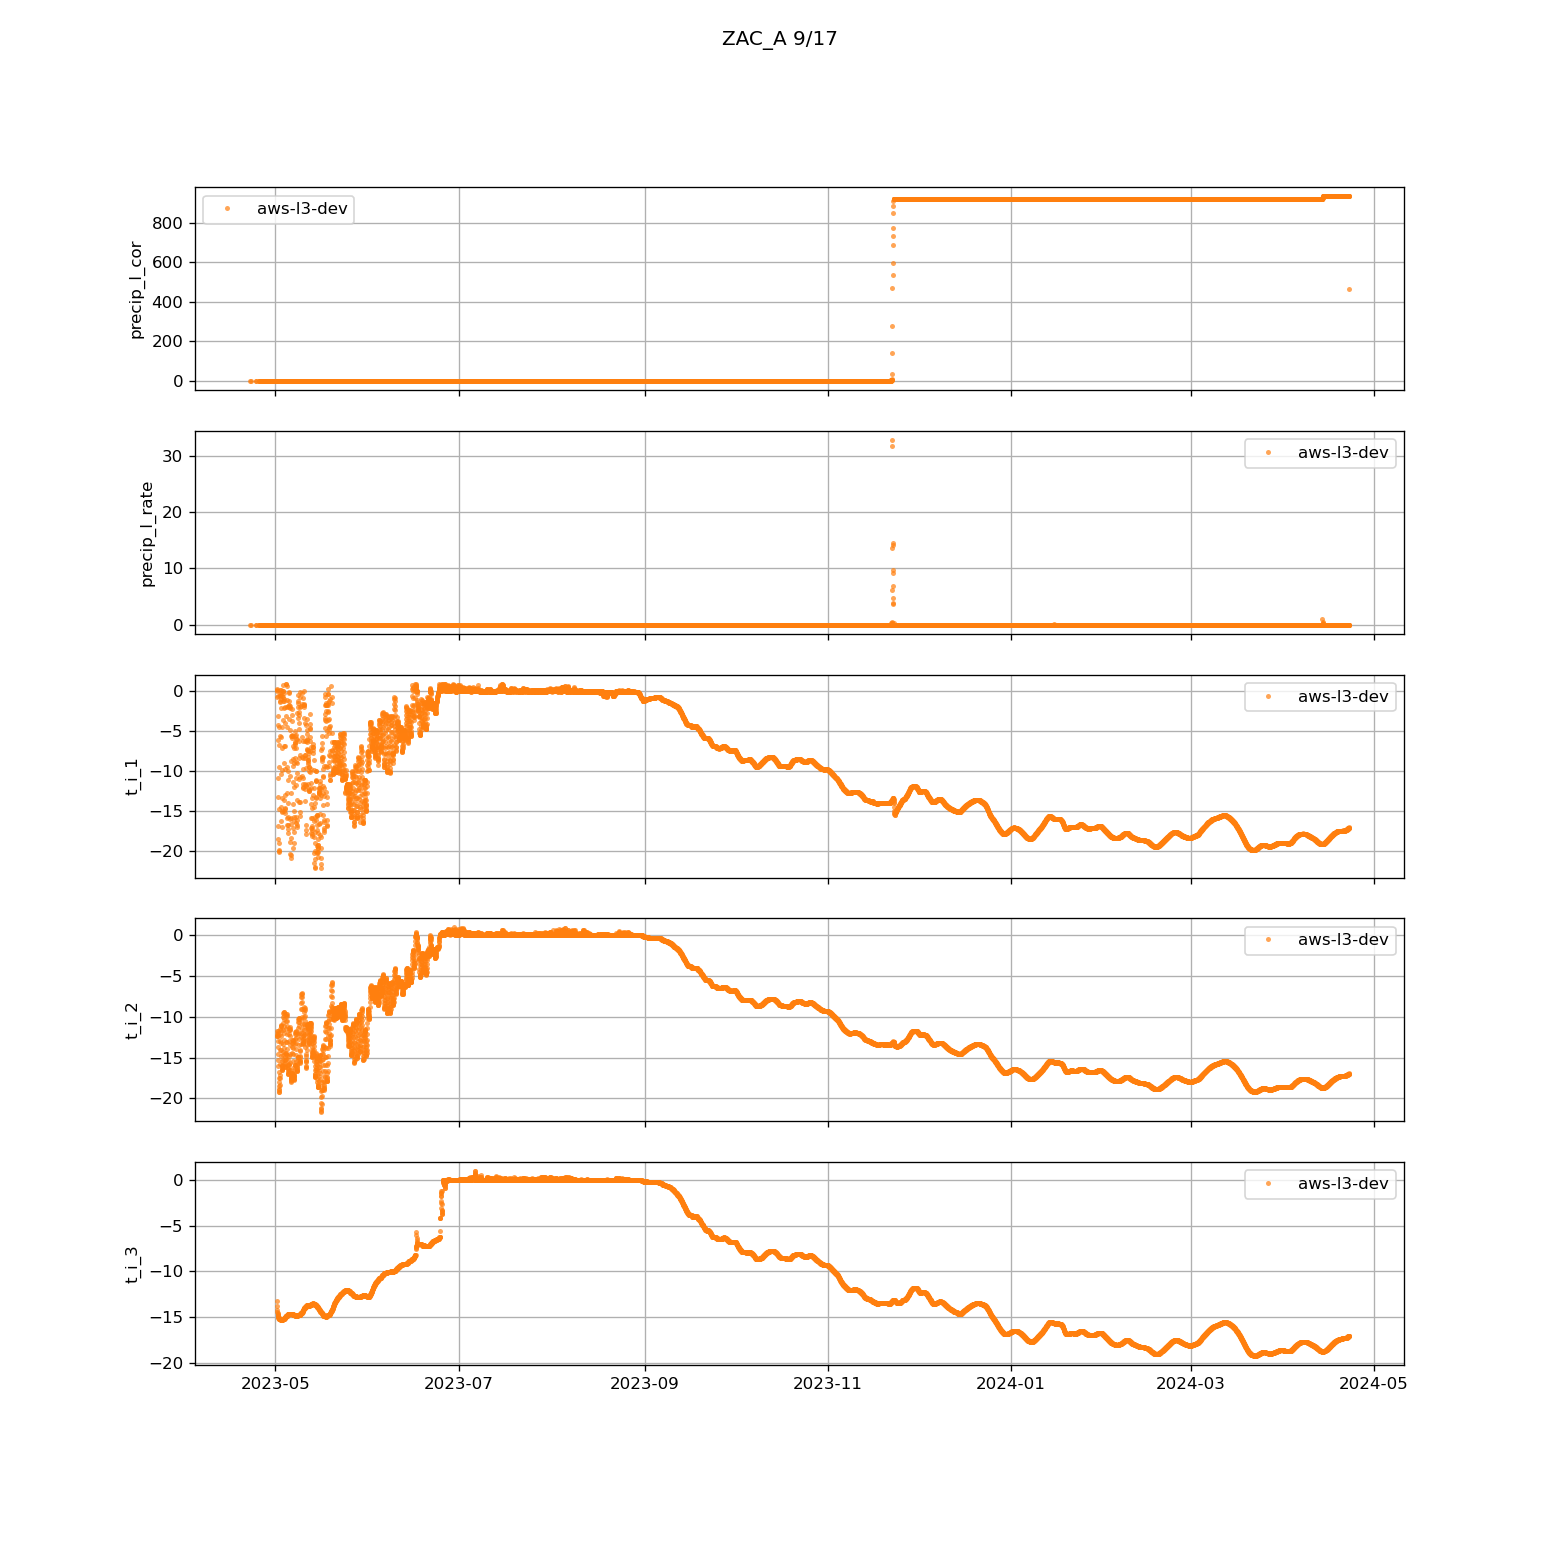 ZAC_A 9/17
aws-l3-dev
precip_l_cor
800
600
400
200
0
aws-l3-dev
precip_l_rate
30
20
10
0
aws-l3-dev
t_i_1
0
−5
−10
−15
−20
aws-l3-dev
t_i_2
0
−5
−10
−15
−20
aws-l3-dev
t_i_3
0
−5
−10
−15
−20
2023-05 2023-07 2023-09 2023-11 2024-01 2024-03 2024-05